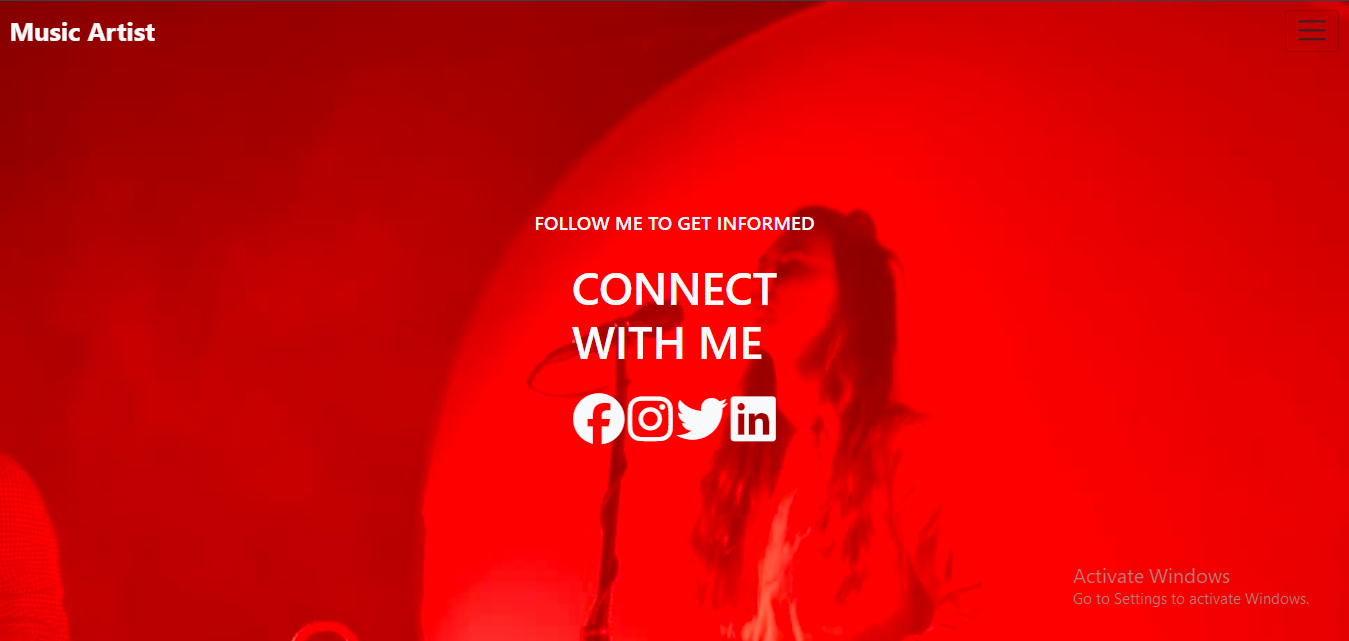 Music Artist
FOLLOW ME TO GET INFORMED
CONNECT
WITH ME
Activate Windows
Go to Settings to activate Windows.